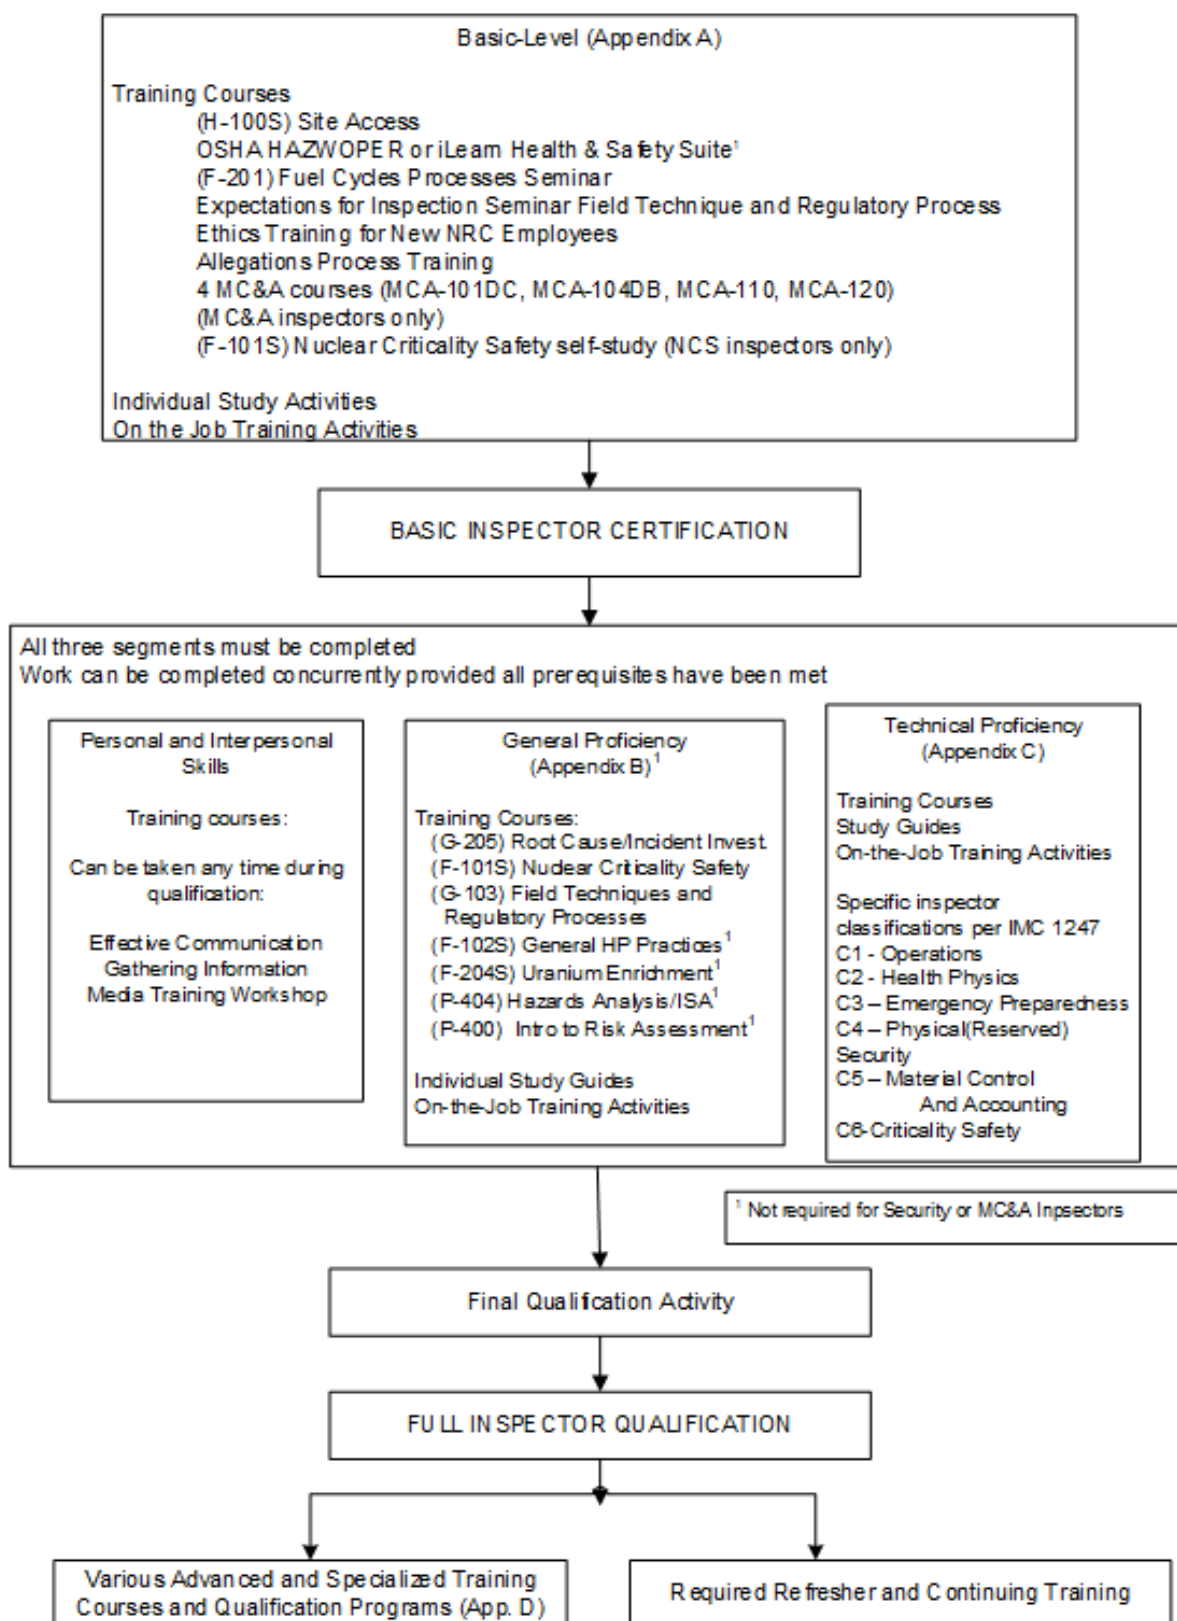 Basic-Level (Appendix A)
Training Courses
(H-100S) Site Access
OSHA HAZWOPER or iLearn Health & Safety Suite¹
(F-201) Fuel Cycles Processes Seminar
Expectations for Inspection Seminar Field Technique and Regulatory Process
Ethics Training for New NRC Employees
Allegations Process Training
4 MC&A courses (MCA-101DC, MCA-104DB, MCA-110, MCA-120)
(MC&A inspectors only)
(F-101S) Nuclear Criticality Safety self-study (NCS inspectors only)
Individual Study Activities
On the Job Training Activities
BASIC INSPECTOR CERTIFICATION
All three segments must be completed
Work can be completed concurrently provided all prerequisites have been met
Personal and Interpersonal
Skills
Training courses:
Can be taken any time during
qualification:
Effective Communication
Gathering Information
Media Training Workshop
General Proficiency
(Appendix B)¹
Training Courses:
(G-205) Root Cause/Incident Invest.
(F-101S) Nuclear Criticality Safety
(G-103) Field Techniques and
Regulatory Processes
(F-102S) General HP Practices¹
(F-204S) Uranium Enrichment¹
(P-404) Hazards Analysis/ISA¹
(P-400) Intro to Risk Assessment¹
Individual Study Guides
On-the-Job Training Activities
Technical Proficiency
(Appendix C)
Training Courses
Study Guides
On-the-Job Training Activities
Specific inspector
classifications per IMC 1247
C1 - Operations
C2 - Health Physics
C3 – Emergency Preparedness
C4 – Physical(Reserved)
Security
C5 – Material Control
And Accounting
C6-Criticality Safety
¹ Not required for Security or MC&A Inpsectors
Final Qualification Activity
FULL INSPECTOR QUALIFICATION
Various Advanced and Specialized Training
Courses and Qualification Programs (App. D)
Required Refresher and Continuing Training